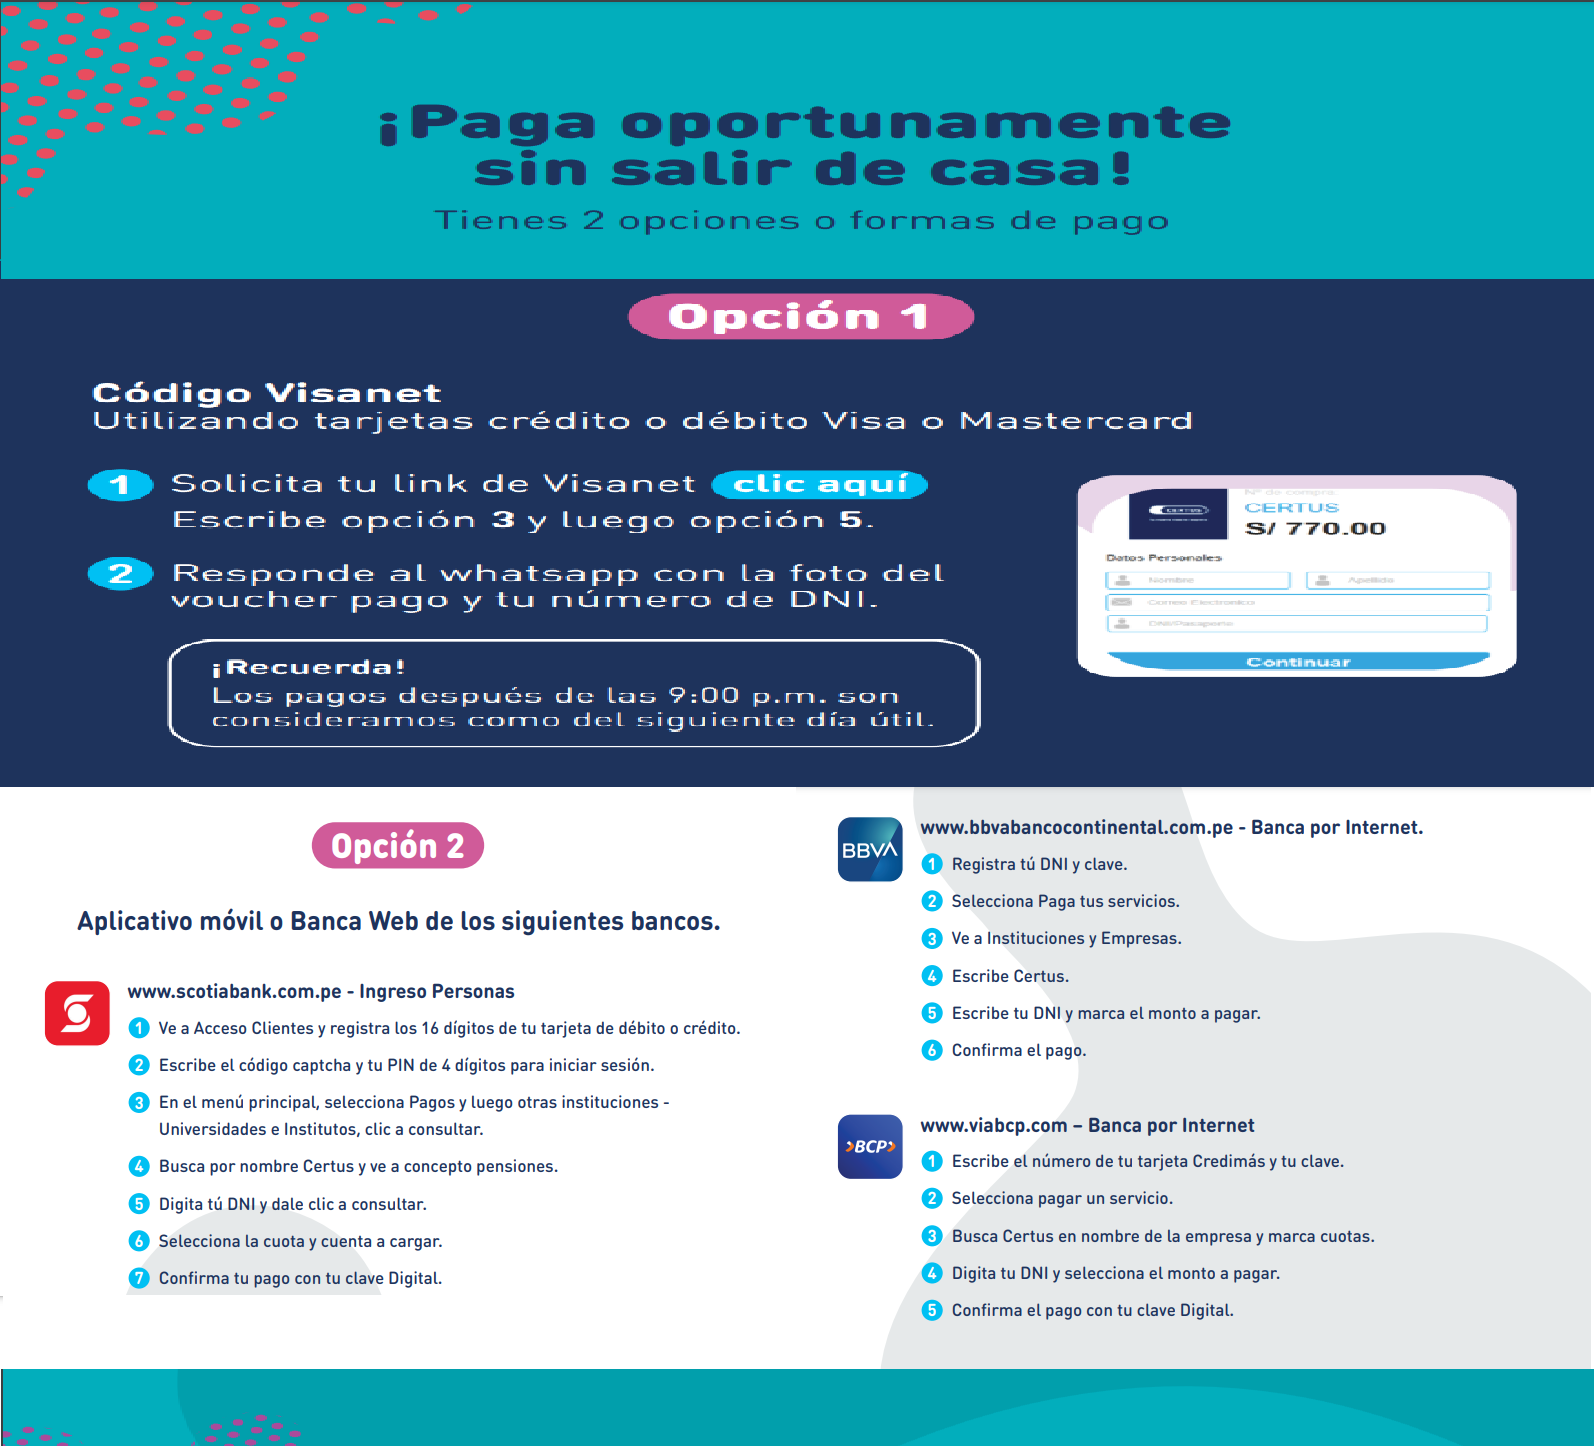 ¡Paga oportunamente
sin salir de casa!
Tienes 2 opciones o formas de pago
Opción 1
Código Visanet
Utilizando tarjetas crédito o débito Visa o Mastercard
1 Solicita tu link de Visanet clic aquí
Escribe opción 3 y luego opción 5.
2 Responde al whatsapp con la foto del
voucher pago y tu número de DNI.
¡Recuerda!
Los pagos después de las 9:00 p.m. son
consideramos como del siguiente día útil.
Nº de compra:
CERTUS
CERTUS
S/ 770.00
Datos Personales
Nombre
Apellido
Correo Electronico
DNI/Pasaporte
Continuar
Opción 2
Aplicativo móvil o Banca Web de los siguientes bancos.
www.scotiabank.com.pe - Ingreso Personas
1 Ve a Acceso Clientes y registra los 16 dígitos de tu tarjeta de débito o crédito.
2 Escribe el código captcha y tu PIN de 4 dígitos para iniciar sesión.
3 En el menú principal, selecciona Pagos y luego otras instituciones -
Universidades e Institutos, clic a consultar.
4 Busca por nombre Certus y ve a concepto pensiones.
5 Digita tú DNI y dale clic a consultar.
6 Selecciona la cuota y cuenta a cargar.
7 Confirma tu pago con tu clave Digital.
BBVA
www.bbvabancocontinental.com.pe - Banca por Internet.
1 Registra tú DNI y clave.
2 Selecciona Paga tus servicios.
3 Ve a Instituciones y Empresas.
4 Escribe Certus.
5 Escribe tu DNI y marca el monto a pagar.
6 Confirma el pago.
BCP
www.viabcp.com – Banca por Internet
1 Escribe el número de tu tarjeta Credimás y tu clave.
2 Selecciona pagar un servicio.
3 Busca Certus en nombre de la empresa y marca cuotas.
4 Digita tu DNI y selecciona el monto a pagar.
5 Confirma el pago con tu clave Digital.